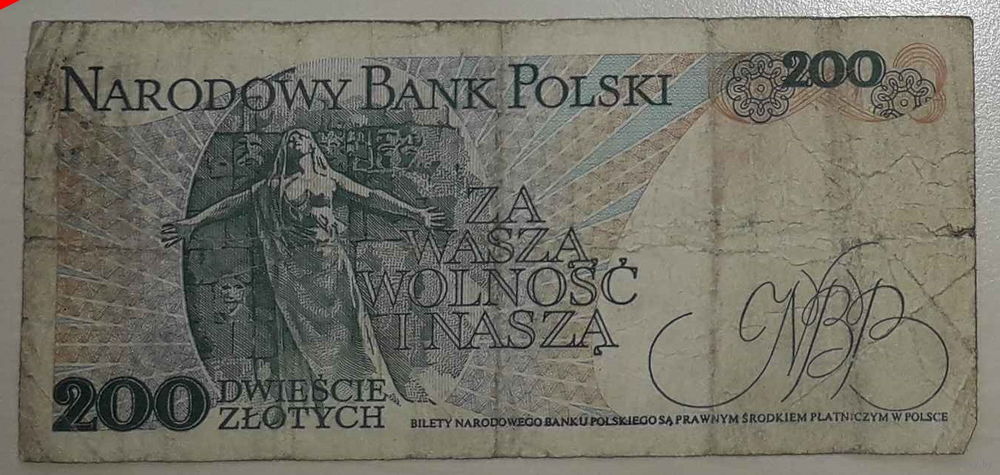 NARODOWY BANK POLSKI
200
ZA
WASZĄ
WOLNOŚĆ
I NASZĄ
NBP
200
DWIEŚCIE
ZŁOTYCH
BILETY NARODOWEGO BANKU POLSKIEGO SĄ PRAWNYM ŚRODKIEM PŁATNICZYM W POLSCE